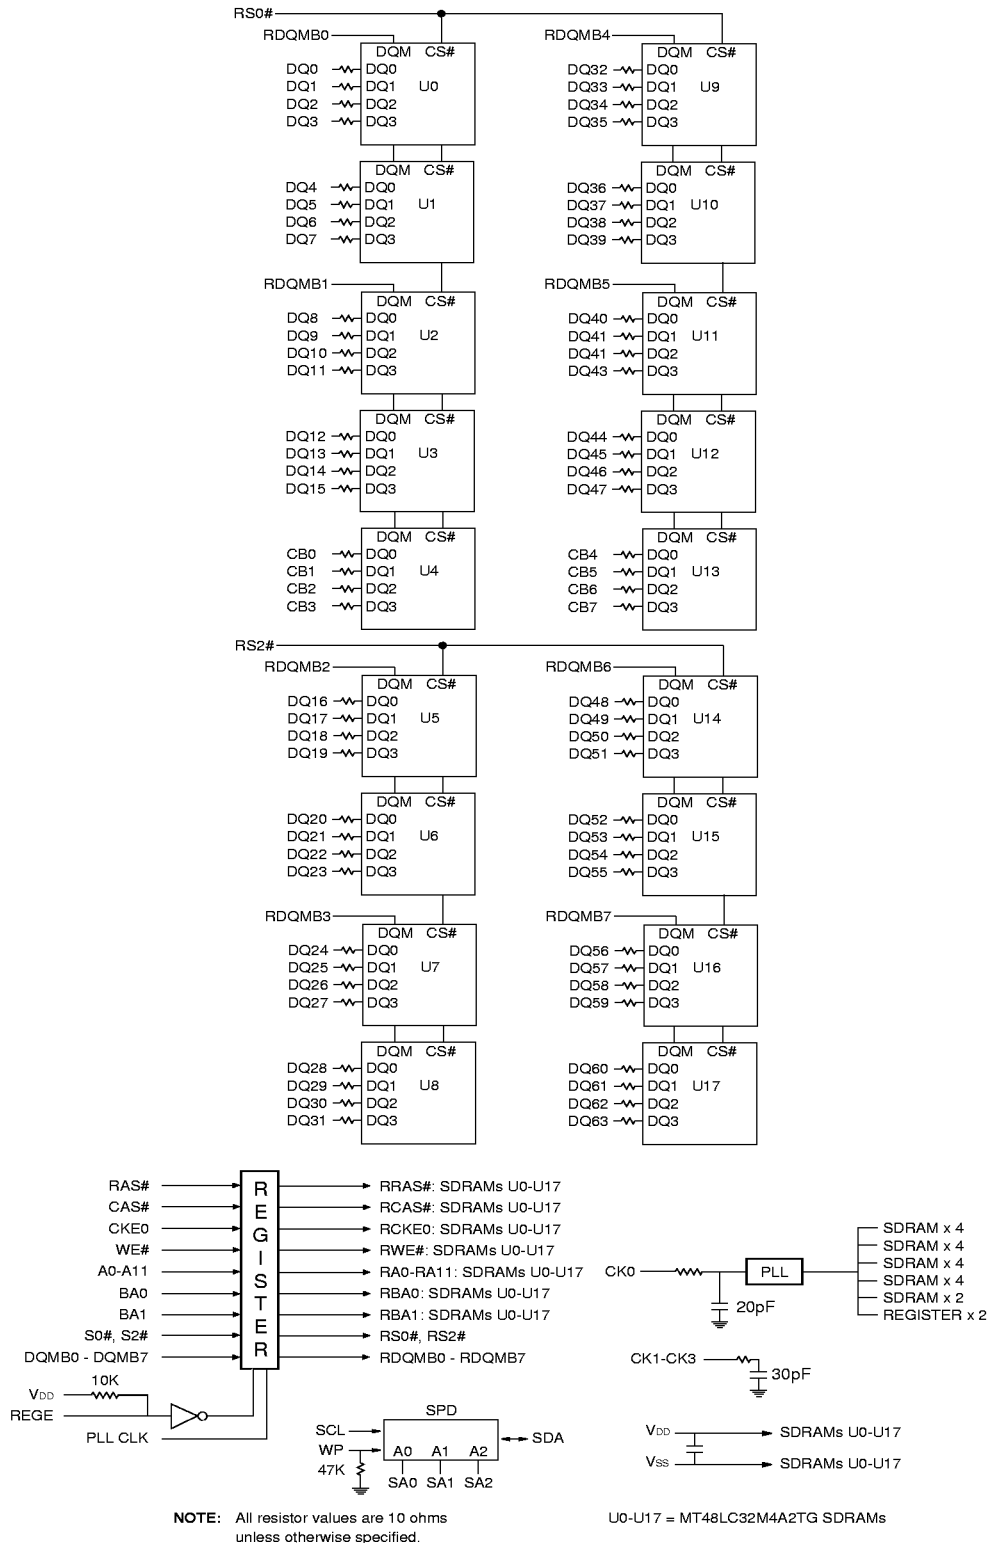 RS0#
RDQMB0
DQM CS#
DQ0 DQ0
DQ1 DQ1 U0
DQ2 DQ2
DQ3 DQ3
DQM CS#
DQ4 DQ0
DQ5 DQ1 U1
DQ6 DQ2
DQ7 DQ3
RDQMB1
DQM CS#
DQ8 DQ0
DQ9 DQ1 U2
DQ10 DQ2
DQ11 DQ3
DQM CS#
DQ12 DQ0
DQ13 DQ1 U3
DQ14 DQ2
DQ15 DQ3
DQM CS#
CB0 DQ0
CB1 DQ1 U4
CB2 DQ2
CB3 DQ3
RDQMB4
DQM CS#
DQ32 DQ0
DQ33 DQ1 U9
DQ34 DQ2
DQ35 DQ3
DQM CS#
DQ36 DQ0
DQ37 DQ1 U10
DQ38 DQ2
DQ39 DQ3
RDQMB5
DQM CS#
DQ40 DQ0
DQ41 DQ1 U11
DQ41 DQ2
DQ43 DQ3
DQM CS#
DQ44 DQ0
DQ45 DQ1 U12
DQ46 DQ2
DQ47 DQ3
DQM CS#
CB4 DQ0
CB5 DQ1 U13
CB6 DQ2
CB7 DQ3
RS2#
RDQMB2
DQM CS#
DQ16 DQ0
DQ17 DQ1 U5
DQ18 DQ2
DQ19 DQ3
DQM CS#
DQ20 DQ0
DQ21 DQ1 U6
DQ22 DQ2
DQ23 DQ3
RDQMB3
DQM CS#
DQ24 DQ0
DQ25 DQ1 U7
DQ26 DQ2
DQ27 DQ3
DQM CS#
DQ28 DQ0
DQ29 DQ1 U8
DQ30 DQ2
DQ31 DQ3
RDQMB6
DQM CS#
DQ48 DQ0
DQ49 DQ1 U14
DQ50 DQ2
DQ51 DQ3
DQM CS#
DQ52 DQ0
DQ53 DQ1 U15
DQ54 DQ2
DQ55 DQ3
RDQMB7
DQM CS#
DQ56 DQ0
DQ57 DQ1 U16
DQ58 DQ2
DQ59 DQ3
DQM CS#
DQ60 DQ0
DQ61 DQ1 U17
DQ62 DQ2
DQ63 DQ3
REGISTER
RAS# RRAS#: SDRAMs U0-U17
CAS# RCAS#: SDRAMs U0-U17
CKE0 RCKE0: SDRAMs U0-U17
WE# RWE#: SDRAMs U0-U17
A0-A11 RA0-RA11: SDRAMs U0-U17
BA0 RBA0: SDRAMs U0-U17
BA1 RBA1: SDRAMs U0-U17
S0#, S2# RS0#, RS2#
DQMB0 - DQMB7 RDQMB0 - RDQMB7
10K
VDD
REGE
PLL CLK
SPD
SCL
WP A0 A1 A2 SDA
47K
SA0 SA1 SA2
CK0 PLL
20pF
SDRAM x 4
SDRAM x 4
SDRAM x 4
SDRAM x 4
SDRAM x 2
REGISTER x 2
CK1-CK3
30pF
VDD SDRAMs U0-U17
VSS SDRAMs U0-U17
NOTE: All resistor values are 10 ohms
unless otherwise specified.
U0-U17 = MT48LC32M4A2TG SDRAMs